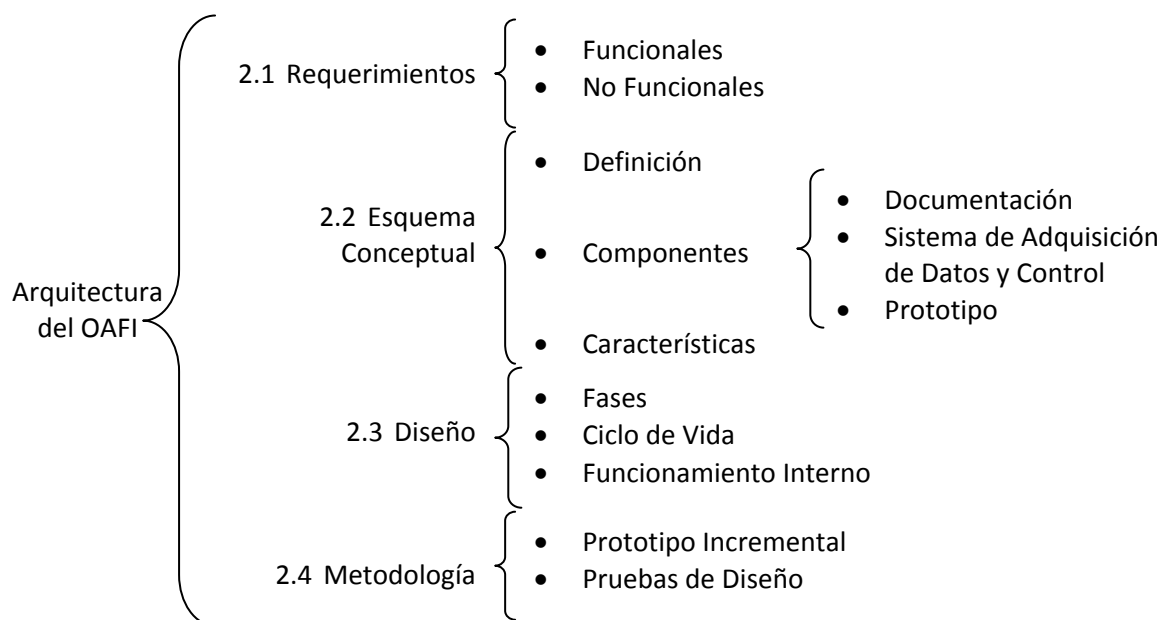 Arquitectura
del OAFI
2.1 Requerimientos
• Funcionales
• No Funcionales
2.2 Esquema
Conceptual
• Definición
• Componentes
• Documentación
• Sistema de Adquisición
de Datos y Control
• Prototipo
• Características
2.3 Diseño
• Fases
• Ciclo de Vida
• Funcionamiento Interno
2.4 Metodología
• Prototipo Incremental
• Pruebas de Diseño